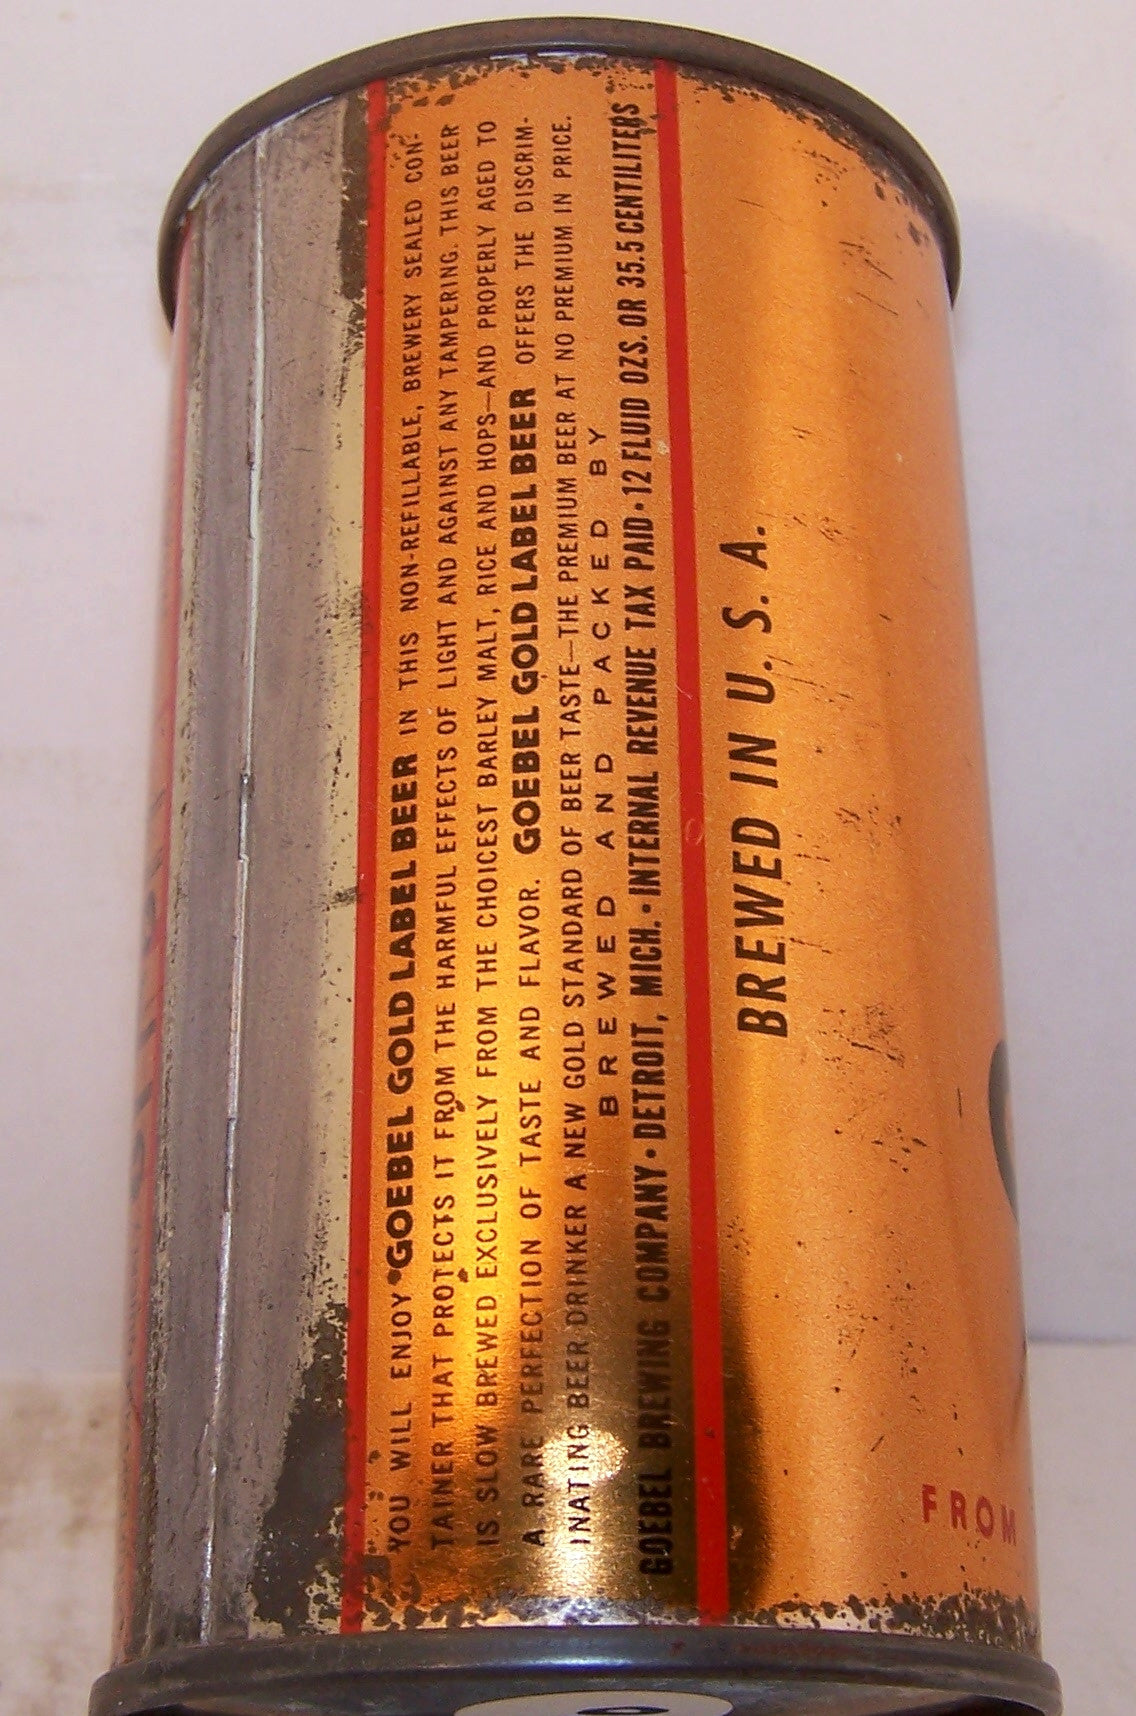 YOU WILL ENJOY "GOEBEL GOLD LABEL BEER IN THIS NON-REFILLABLE, BREWERY SEALED CON-
TAINER THAT PROTECTS IT FROM THE HARMFUL EFFECTS OF LIGHT AND AGAINST ANY TAMPERING. THIS BEER
IS SLOW BREWED EXCLUSIVELY FROM THE CHOICEST BARLEY MALT, RICE AND HOPS—AND PROPERLY AGED TO
A RARE PERFECTION OF TASTE AND FLAVOR. GOEBEL GOLD LABEL BEER OFFERS THE DISCRIM-
INATING BEER DRINKER A NEW GOLD STANDARD OF BEER TASTE—THE PREMIUM BEER AT NO PREMIUM IN PRICE.
BREWED AND PACKED BY
GOEBEL BREWING COMPANY • DETROIT, MICH. • INTERNAL REVENUE TAX PAID • 12 FLUID OZS. OR 35.5 CENTILITERS
BREWED IN U. S. A.
FROM